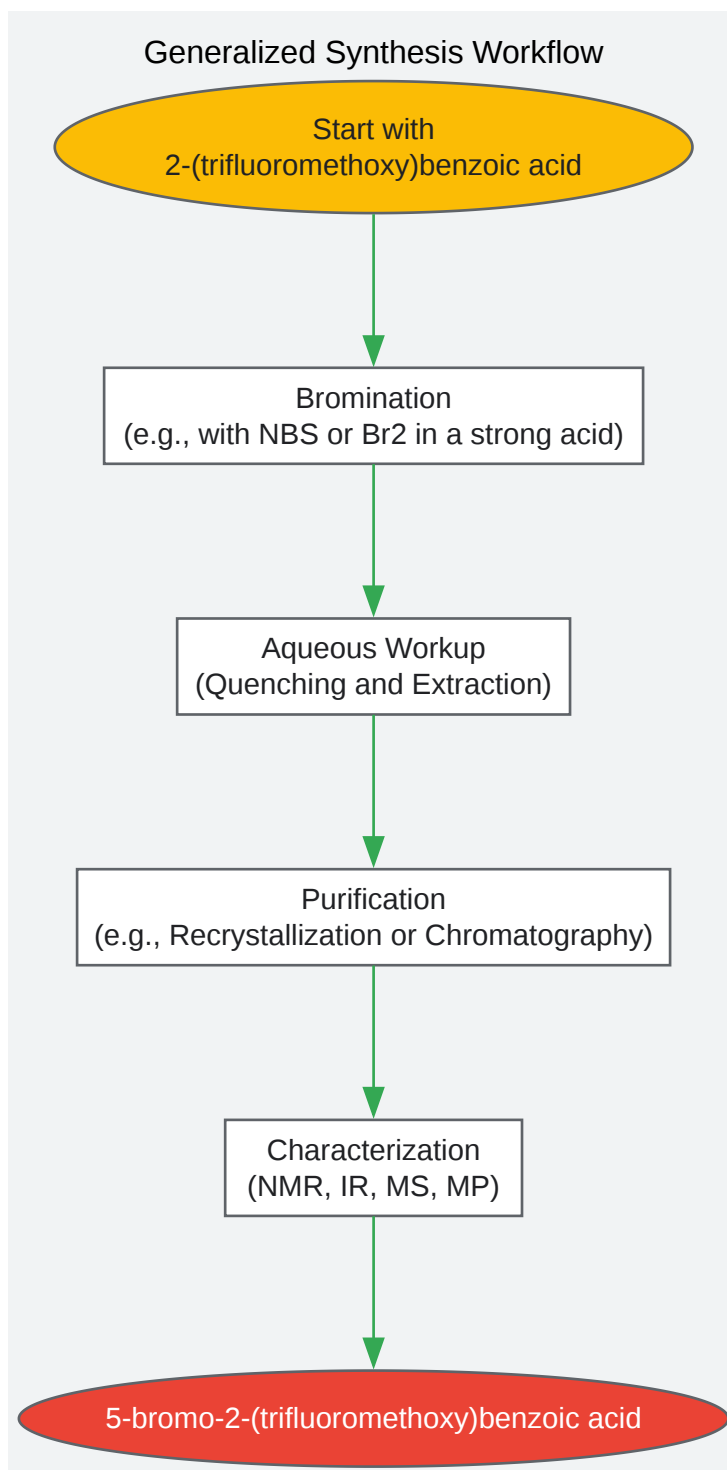 Generalized Synthesis Workflow
Start with
2-(trifluoromethoxy)benzoic acid
Bromination
(e.g., with NBS or Br2 in a strong acid)
Aqueous Workup
(Quenching and Extraction)
Purification
(e.g., Recrystallization or Chromatography)
Characterization
(NMR, IR, MS, MP)
5-bromo-2-(trifluoromethoxy)benzoic acid